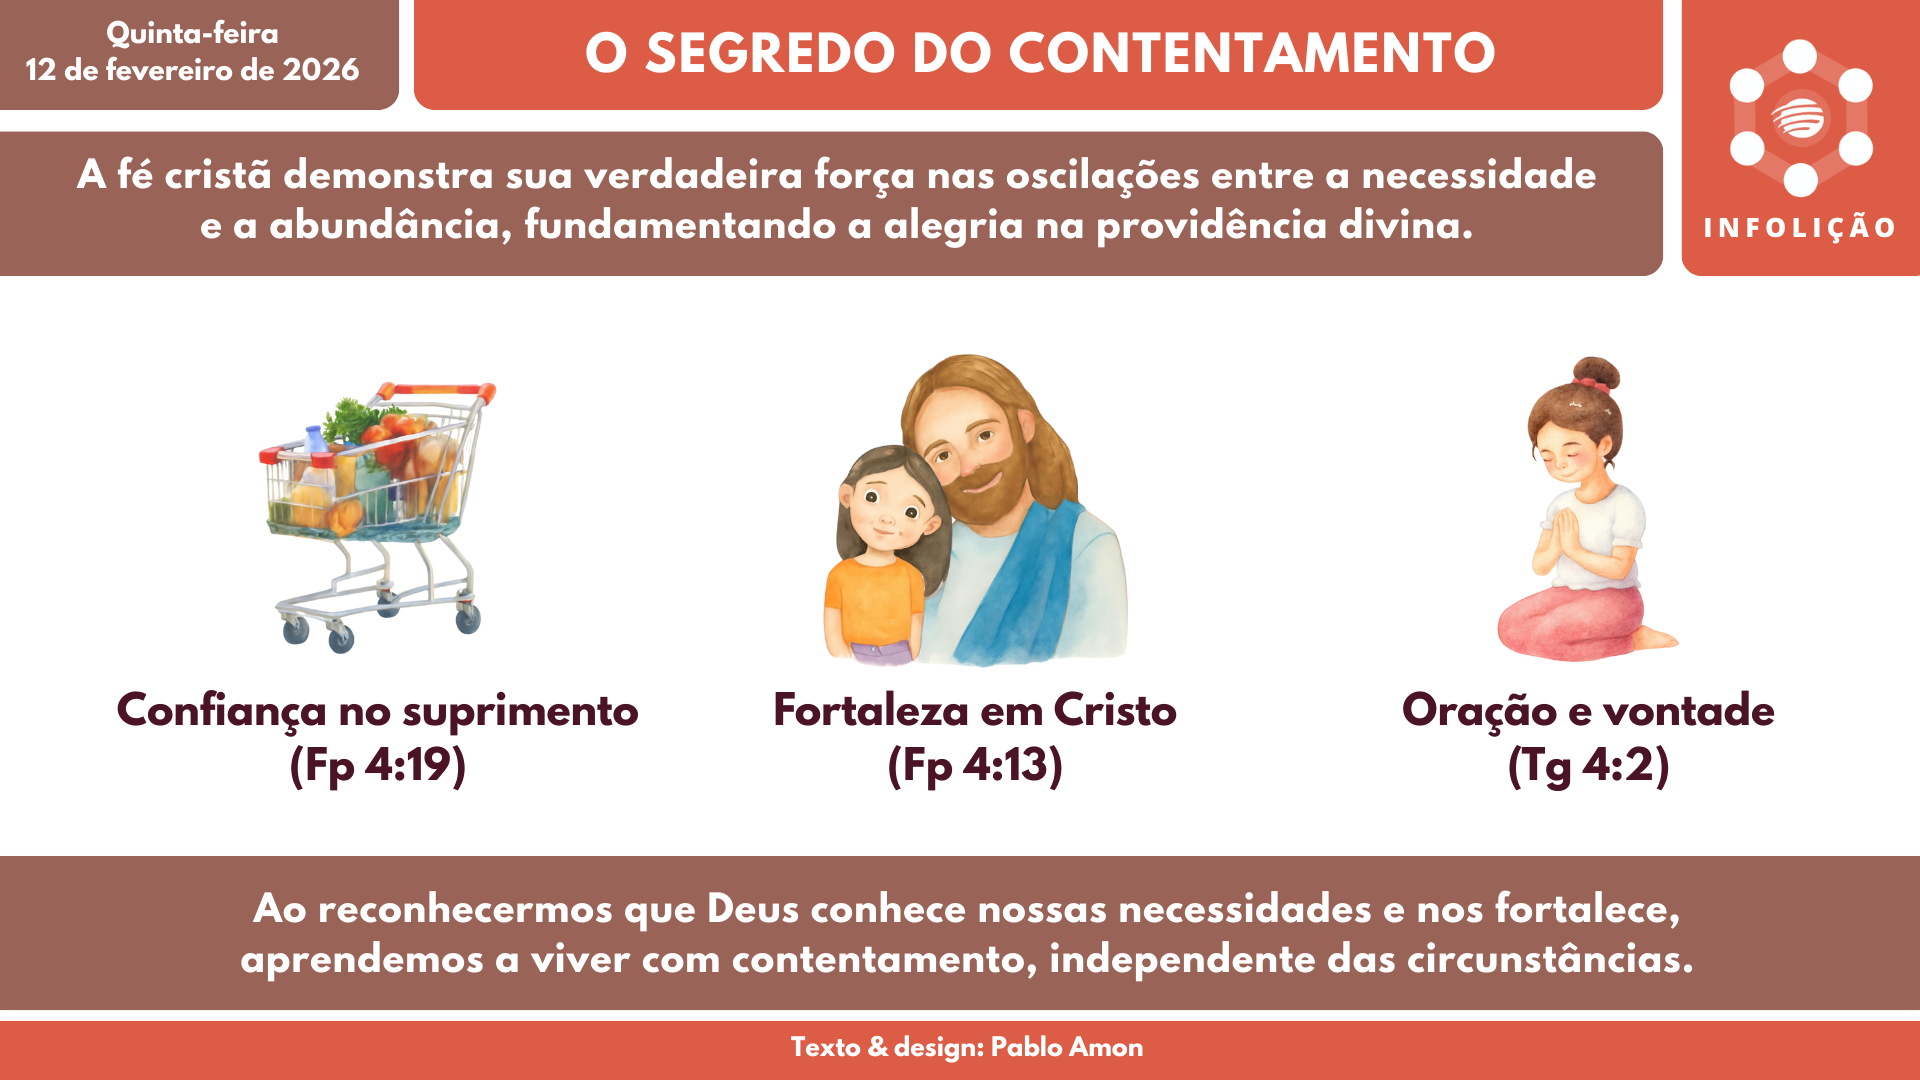 Quinta-feira
12 de fevereiro de 2026
O SEGREDO DO CONTENTAMENTO
INFOLIÇÃO
A fé cristã demonstra sua verdadeira força nas oscilações entre a necessidade
e a abundância, fundamentando a alegria na providência divina.
Confiança no suprimento
(Fp 4:19)
Fortaleza em Cristo
(Fp 4:13)
Oração e vontade
(Tg 4:2)
Ao reconhecermos que Deus conhece nossas necessidades e nos fortalece,
aprendemos a viver com contentamento, independente das circunstâncias.
Texto & design: Pablo Amon